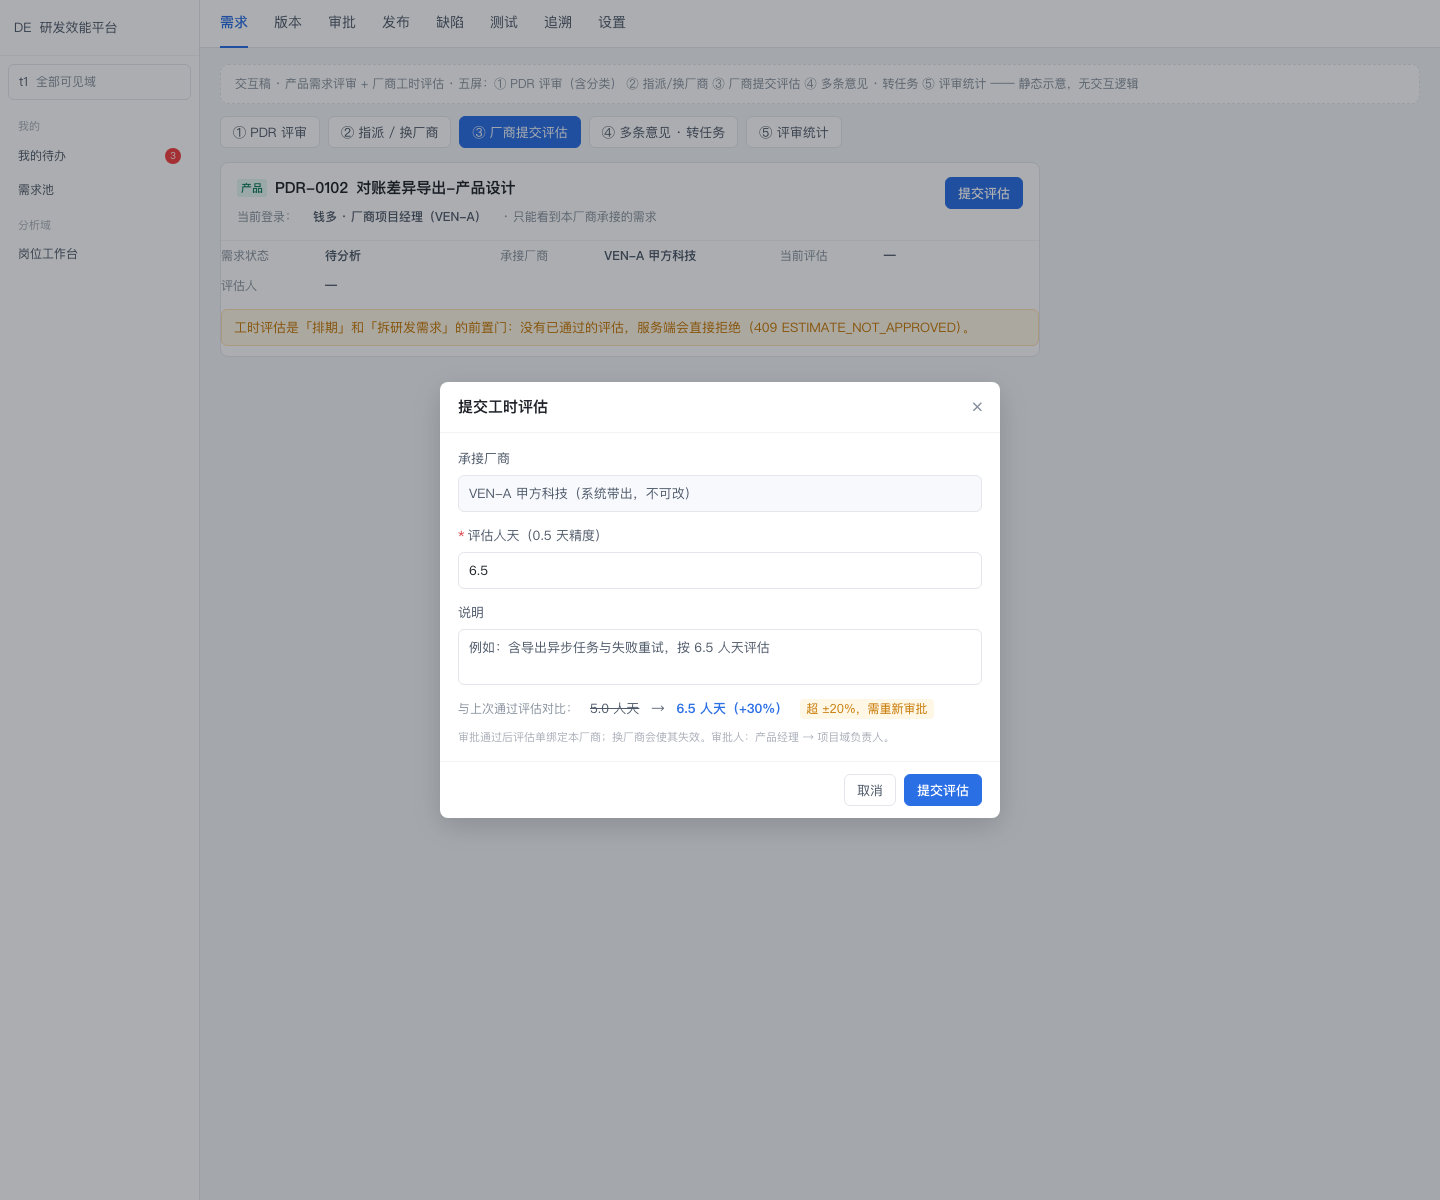 DE 研发效能平台
t1 全部可见域
我的
我的待办 3
需求池
分析域
岗位工作台
需求 版本 审批 发布 缺陷 测试 追溯 设置
交互稿 · 产品需求评审 + 厂商工时评估 · 五屏：① PDR 评审（含分类） ② 指派/换厂商 ③ 厂商提交评估 ④ 多条意见 · 转任务 ⑤ 评审统计 —— 静态示意，无交互逻辑
① PDR 评审 ② 指派 / 换厂商 ③ 厂商提交评估 ④ 多条意见 · 转任务 ⑤ 评审统计
产品 PDR-0102 对账差异导出-产品设计 提交评估
当前登录： 钱多 · 厂商项目经理（VEN-A） · 只能看到本厂商承接的需求
需求状态 待分析 承接厂商 VEN-A 甲方科技 当前评估 —
评估人 —
工时评估是「排期」和「拆研发需求」的前置门：没有已通过的评估，服务端会直接拒绝（409 ESTIMATE_NOT_APPROVED）。
提交工时评估 ×
承接厂商
VEN-A 甲方科技（系统带出，不可改）
* 评估人天（0.5 天精度）
6.5
说明
例如：含导出异步任务与失败重试，按 6.5 人天评估
与上次通过评估对比： 5.0 人天 → 6.5 人天（+30%） 超 ±20%，需重新审批
审批通过后评估单绑定本厂商；换厂商会使其失效。审批人：产品经理 → 项目域负责人。
取消 提交评估